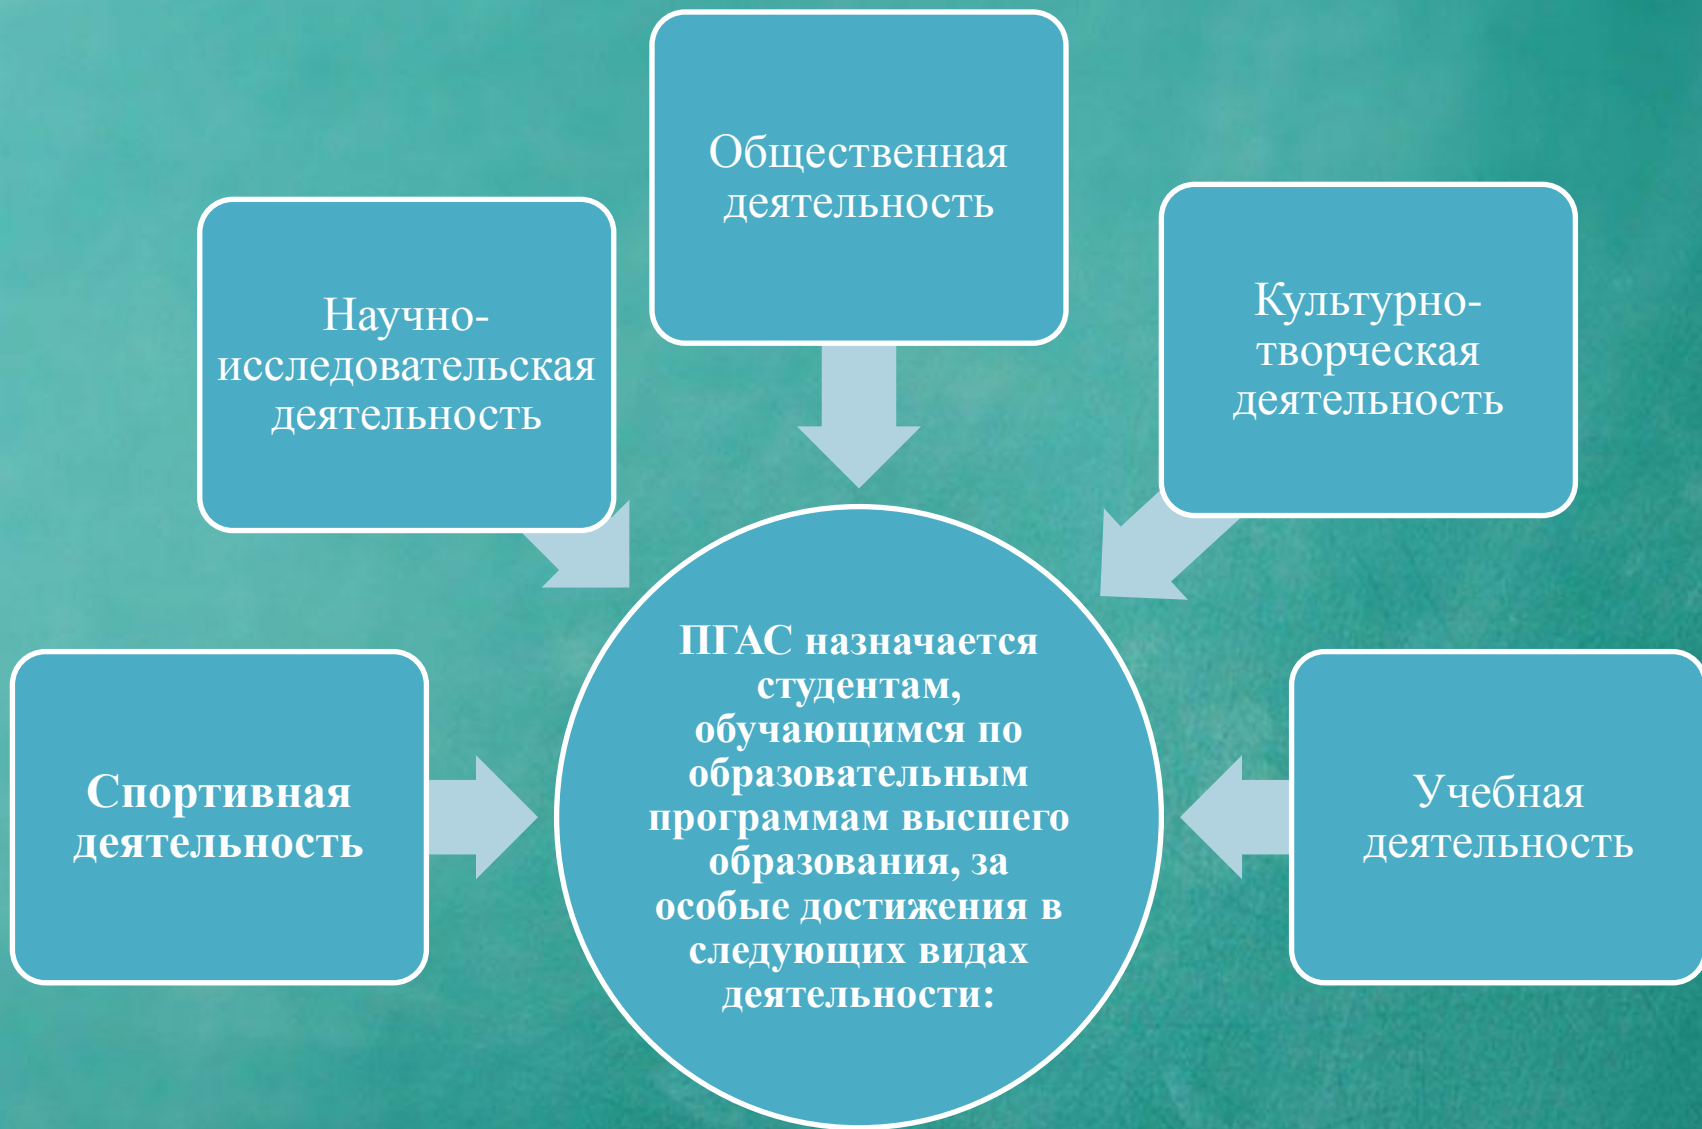 Общественная
деятельность
Научно-
исследовательская
деятельность
Культурно-
творческая
деятельность
Спортивная
деятельность
ПГАС назначается
студентам,
обучающимся по
образовательным
программам высшего
образования, за
особые достижения в
следующих видах
деятельности:
Учебная
деятельность